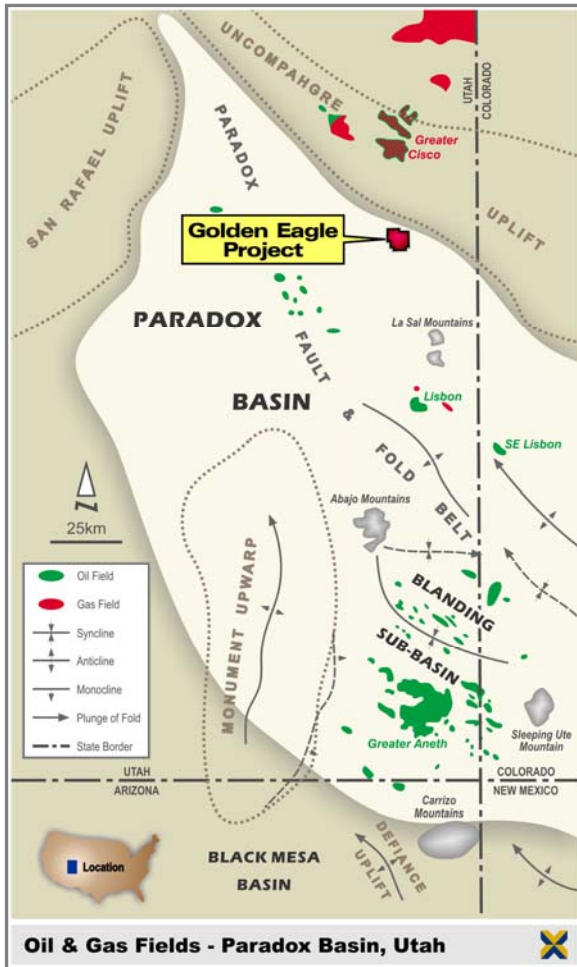 UNCOMPAHGRE
UPLIFT
UTAH
COLORADO
SAN RAFAEL UPLIFT
PARADOX
Greater
Cisco
Golden Eagle
Project
PARADOX
BASIN
FAULT
&
FOLD
BELT
La Sal Mountains
Lisbon
SE Lisbon
Abajo Mountains
N
25km
MONUMENT UPWARP
BLANDING
SUB-BASIN
Oil Field
Gas Field
Syncline
Anticline
Monocline
Plunge of Fold
State Border
Greater Aneth
Sleeping Ute
Mountain
UTAH
ARIZONA
COLORADO
NEW MEXICO
Carrizo
Mountains
Location
BLACK MESA
BASIN
DEFIANCE
UPLIFT
Oil & Gas Fields - Paradox Basin, Utah